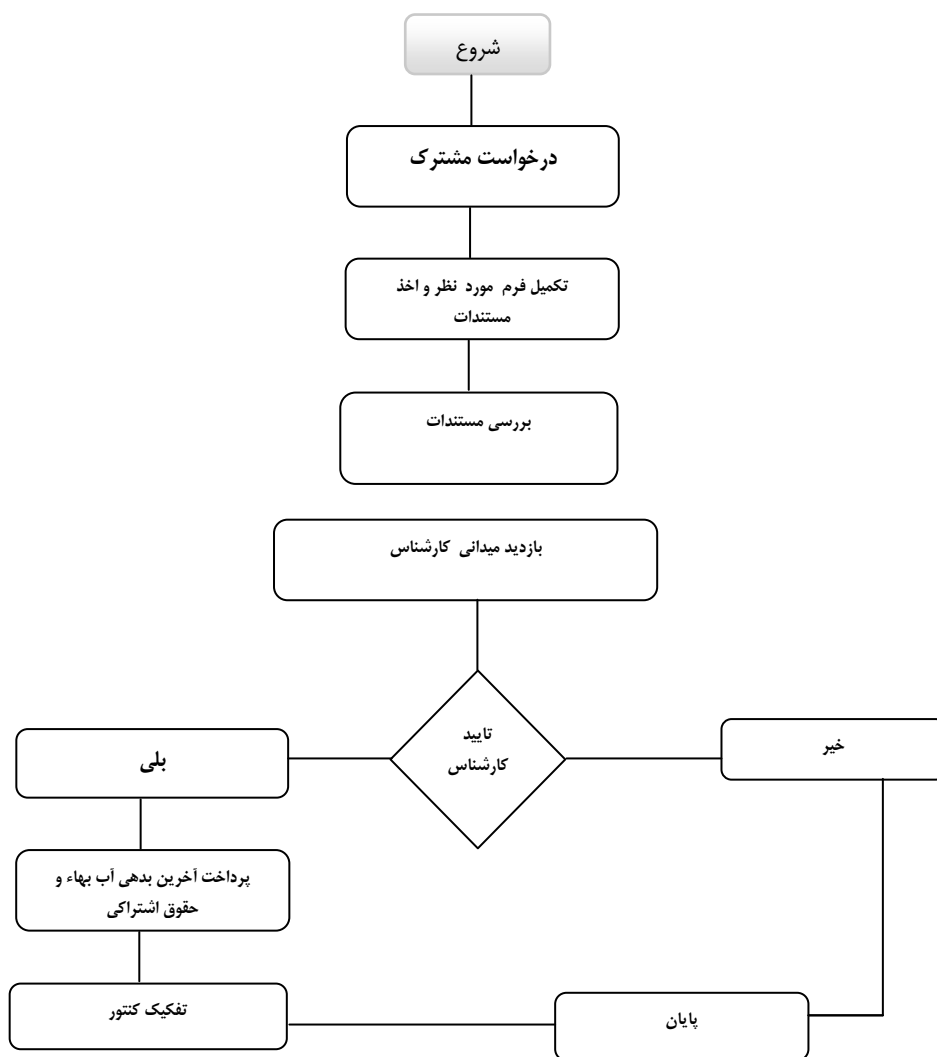 شروع
درخواست مشترک
تکمیل فرم مورد نظر و اخذ
مستندات
بررسی مستندات
بازدید میدانی کارشناس
تایید
کارشناس
خیر
بلی
پرداخت آخرین بدهی آب بهاء و
حقوق اشتراکی
تفکیک کنتور
پایان